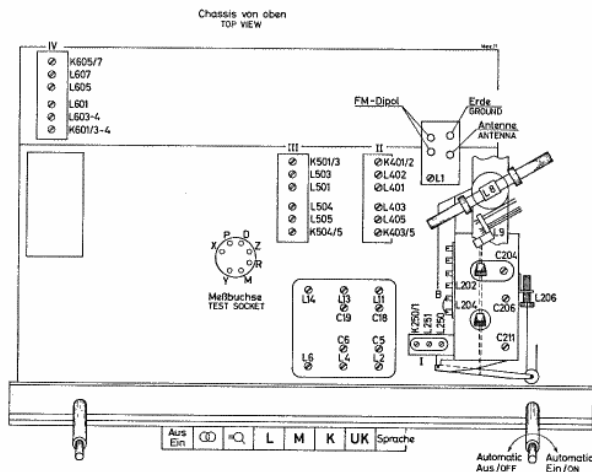 Chassis von oben
TOP VIEW
IV
K605/7
L607
L605
L601
L603-4
K601/3-4
FM-Dipol
Erde
GROUND
Antenne
ANTENNA
L1
III
K501/3
L503
L501
L504
L505
K504/5
II
K401/2
L402
L401
L403
L405
K403/5
L8
L9
C204
L202
B
L204
L206
C206
C211
P D
X Z
R
Y M
Meßbuchse
TEST SOCKET
L14 L13 L11
C19 C18
C6 C5
L6 L4 L2
K250/1
L251
L250
I
Aus
Ein
L M K UK Sprache
Automatic
Aus/OFF
Automatic
Ein/ON